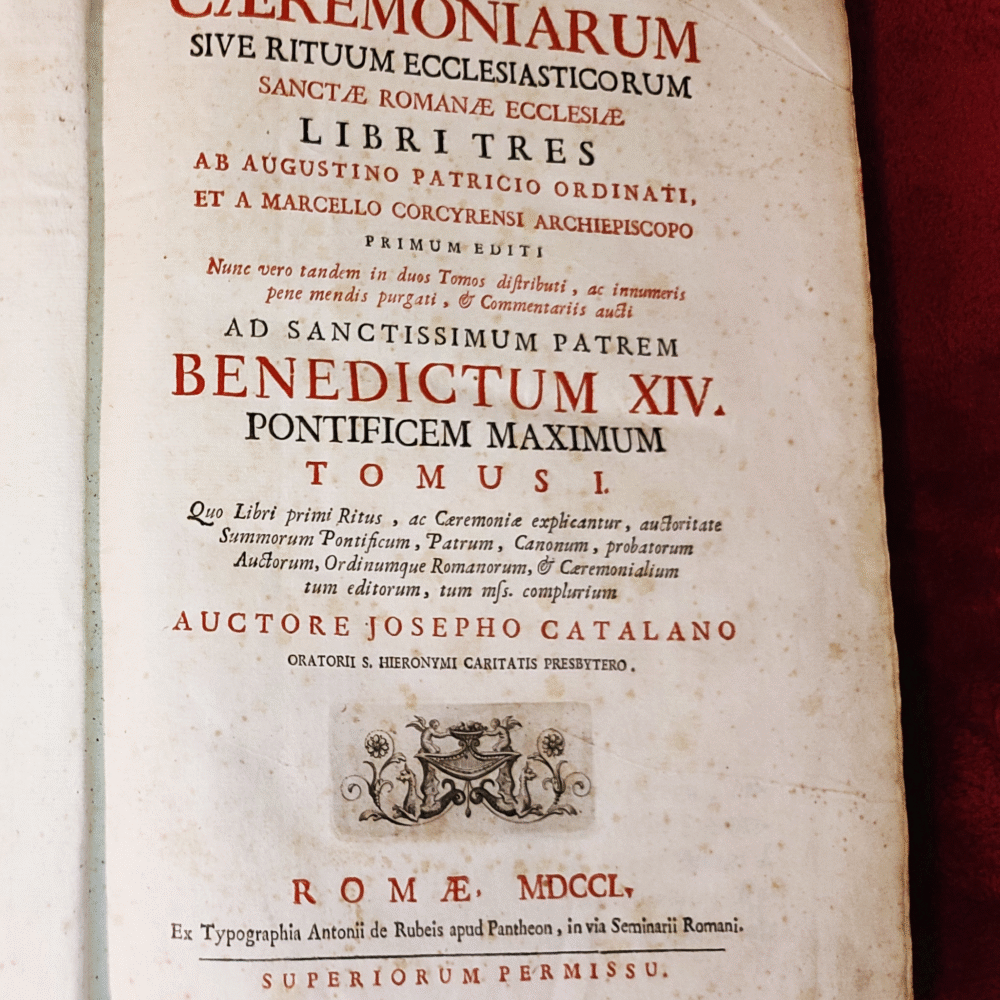 CÆREMONIARUM
SIVE RITUUM ECCLESIASTICORUM
SANCTÆ ROMANÆ ECCLESIÆ
LIBRI TRES
AB AUGUSTINO PATRICIO ORDINATI,
ET A MARCELLO CORCYRENSI ARCHIEPISCOPO
PRIMUM EDITI
Nunc vero tandem in duos Tomos diſtributi, ac innumeris
pene mendis purgati, & Commentariis aucti
AD SANCTISSIMUM PATREM
BENEDICTUM XIV.
PONTIFICEM MAXIMUM
TOMUS I.
Quo Libri primi Ritus, ac Cæremoniæ explicantur, auctoritate
Summorum Pontificum, Patrum, Canonum, probatorum
Auctorum, Ordinumque Romanorum, & Cæremonialium
tum editorum, tum mſs. complurium
AUCTORE JOSEPHO CATALANO
ORATORII S. HIERONYMI CARITATIS PRESBYTERO.
ROMÆ, MDCCL,
Ex Typographia Antonii de Rubeis apud Pantheon, in via Seminarii Romani.
SUPERIORUM PERMISSU.